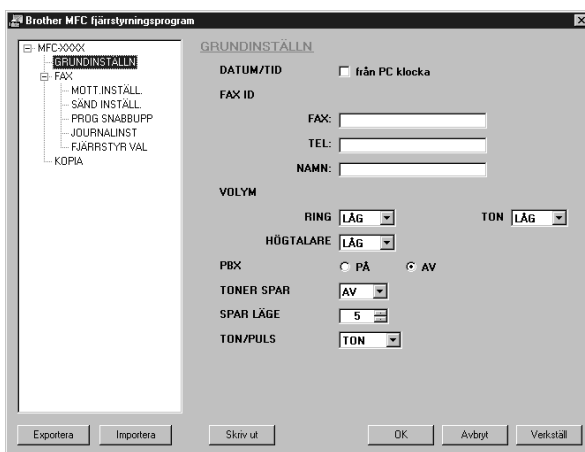 Brother MFC fjärrstyrningsprogram
MFC-XXXX
GRUNDINSTÄLLN
FAX
MOTT.INSTÄLL.
SÄND INSTÄLL.
PROG SNABBUPP
JOURNALINST
FJÄRRSTYR VAL
KOPIA
GRUNDINSTÄLLN
DATUM/TID från PC klocka
FAX ID
FAX:
TEL:
NAMN:
VOLYM
RING LÅG TON LÅG
HÖGTALARE LÅG
PBX PÅ AV
TONER SPAR AV
SPAR LÄGE 5
TON/PULS TON
Exportera Importera Skriv ut OK Avbryt Verkställ